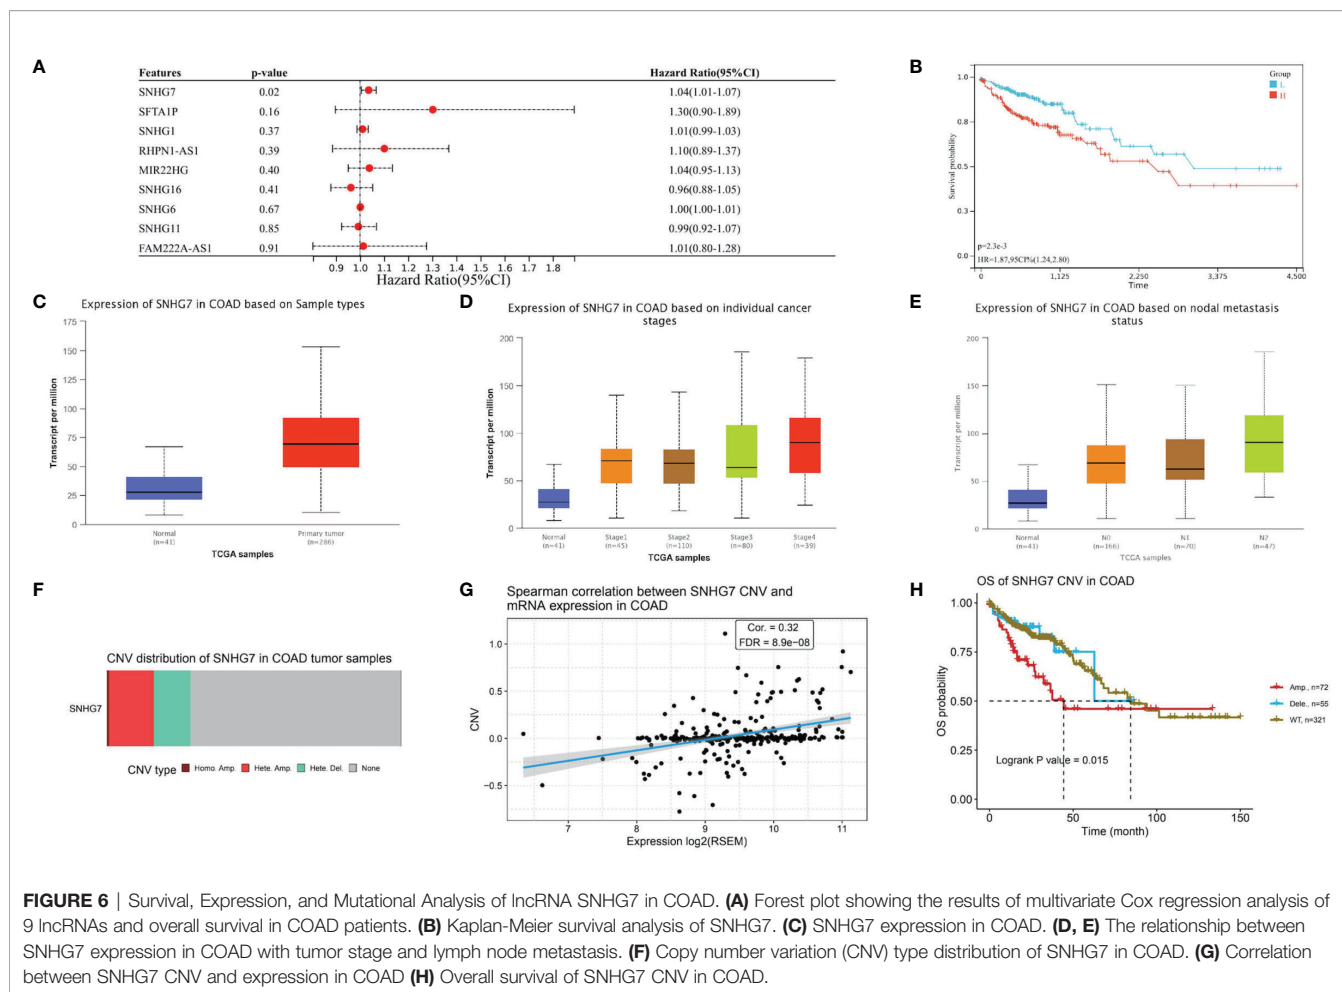 A
Features p-value Hazard Ratio(95%CI)
SNHG7 0.02 1.04(1.01-1.07)
SFTA1P 0.16 1.30(0.90-1.89)
SNHG1 0.37 1.01(0.99-1.03)
RHPN1-AS1 0.39 1.10(0.89-1.37)
MIR22HG 0.40 1.04(0.95-1.13)
SNHG16 0.41 0.96(0.88-1.05)
SNHG6 0.67 1.00(1.00-1.01)
SNHG11 0.85 0.99(0.92-1.07)
FAM222A-AS1 0.91 1.01(0.80-1.28)
0.9 1.0 1.1 1.2 1.3 1.4 1.5 1.6 1.7 1.8
Hazard Ratio(95%CI)
B
Group
L
H
Survival probability
1.0
0.8
0.5
0.3
0.0
p=2.3e-3
HR=1.87,95CI%(1.24,2.80)
0 1,125 2,250 3,375 4,500
Time
C
Expression of SNHG7 in COAD based on Sample types
Transcript per million
175
150
125
100
75
50
25
0
Normal
(n=41)
Primary tumor
(n=286)
TCGA samples
D
Expression of SNHG7 in COAD based on individual cancer
stages
Transcript per million
200
150
100
50
0
Normal
(n=41)
Stage1
(n=45)
Stage2
(n=110)
Stage3
(n=80)
Stage4
(n=39)
TCGA samples
E
Expression of SNHG7 in COAD based on nodal metastasis
status
Transcript per million
200
150
100
50
0
Normal
(n=41)
N0
(n=166)
N1
(n=70)
N2
(n=47)
TCGA samples
F
CNV distribution of SNHG7 in COAD tumor samples
SNHG7
CNV type Homo. Amp. Hete. Amp. Hete. Del. None
G
Spearman correlation between SNHG7 CNV and
mRNA expression in COAD
Cor. = 0.32
FDR = 8.9e−08
CNV
1.0
0.5
0.0
−0.5
7 8 9 10 11
Expression log2(RSEM)
H
OS of SNHG7 CNV in COAD
OS probability
1.00
0.75
0.50
0.25
0.00
Logrank P value = 0.015
0 50 100 150
Time (month)
Amp., n=72
Dele., n=55
WT, n=321
FIGURE 6 | Survival, Expression, and Mutational Analysis of lncRNA SNHG7 in COAD. (A) Forest plot showing the results of multivariate Cox regression analysis of
9 lncRNAs and overall survival in COAD patients. (B) Kaplan-Meier survival analysis of SNHG7. (C) SNHG7 expression in COAD. (D, E) The relationship between
SNHG7 expression in COAD with tumor stage and lymph node metastasis. (F) Copy number variation (CNV) type distribution of SNHG7 in COAD. (G) Correlation
between SNHG7 CNV and expression in COAD (H) Overall survival of SNHG7 CNV in COAD.